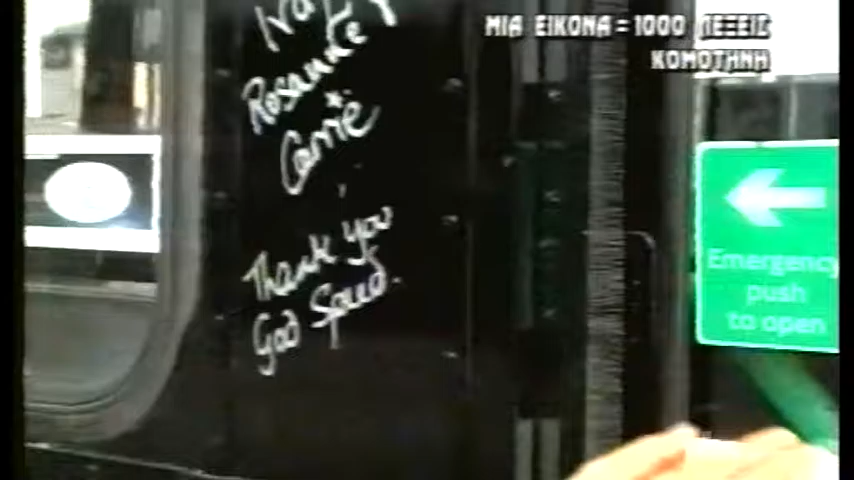 ΜΙΑ ΕΙΚΟΝΑ = 1000 ΛΕΞΕΙΣ
ΚΟΜΟΤΗΝΗ
Rosanne
Carrie
Thank you
God Speed.
Emergency
push
to open